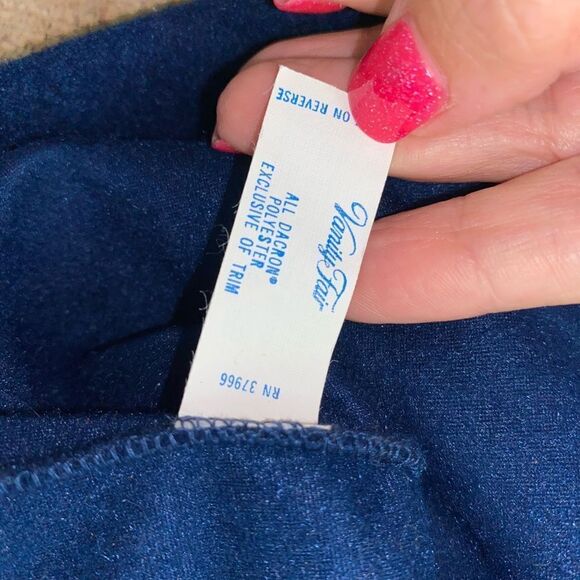 ON REVERSE
Vanity Fair
ALL DACRON®
POLYESTER
EXCLUSIVE OF TRIM
RN 37966